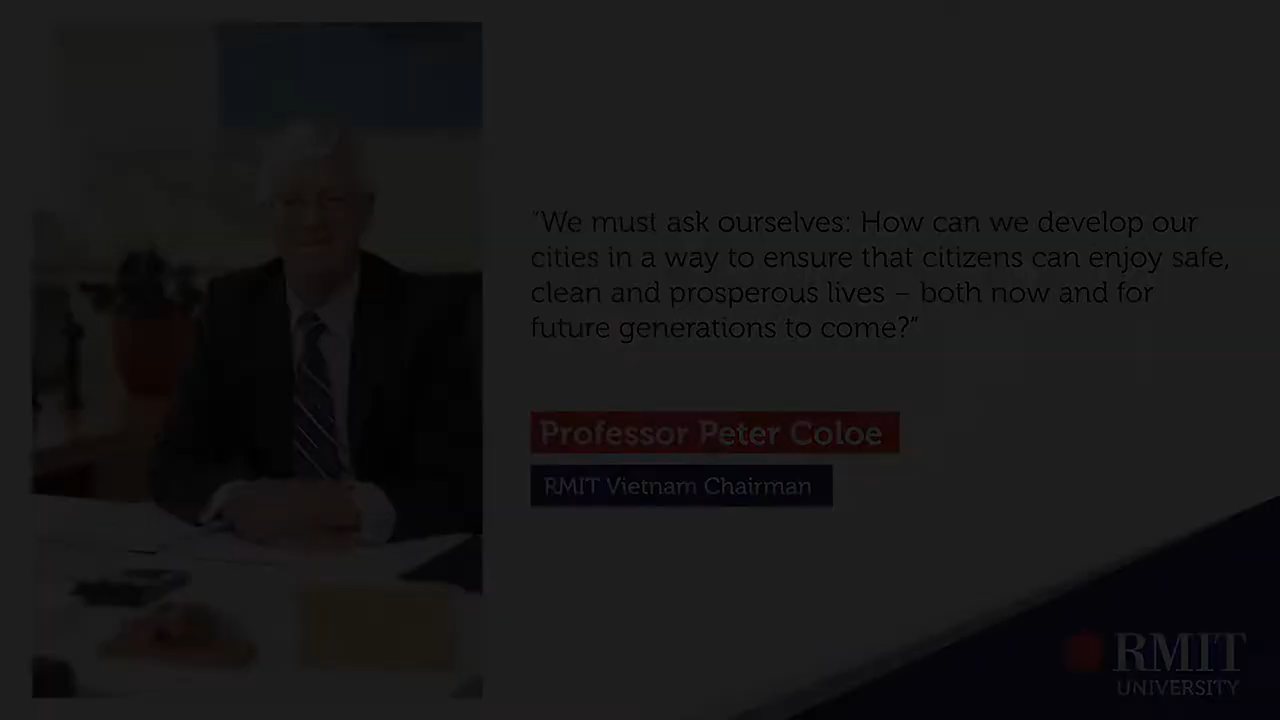 “We must ask ourselves: How can we develop our
cities in a way to ensure that citizens can enjoy safe,
clean and prosperous lives – both now and for
future generations to come?”
Professor Peter Coloe
RMIT Vietnam Chairman
RMIT
UNIVERSITY